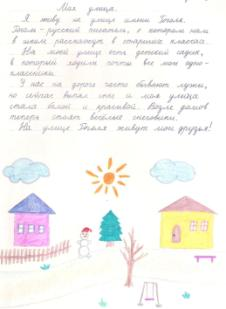 Моя улица.
Я живу на улице имени Гоголя.
Гоголь - русский писатель, о котором нам
в школе расскажут в старших классах.
На моей улице есть детский садик,
в который ходили почти все мои одно-
классники.
У нас на дороге часто бывают лужи,
но сейчас выпал снег и моя улица
стала белой и красивой. Возле домов
теперь стоят весёлые снеговики.
На улице Гоголя живут мои друзья!